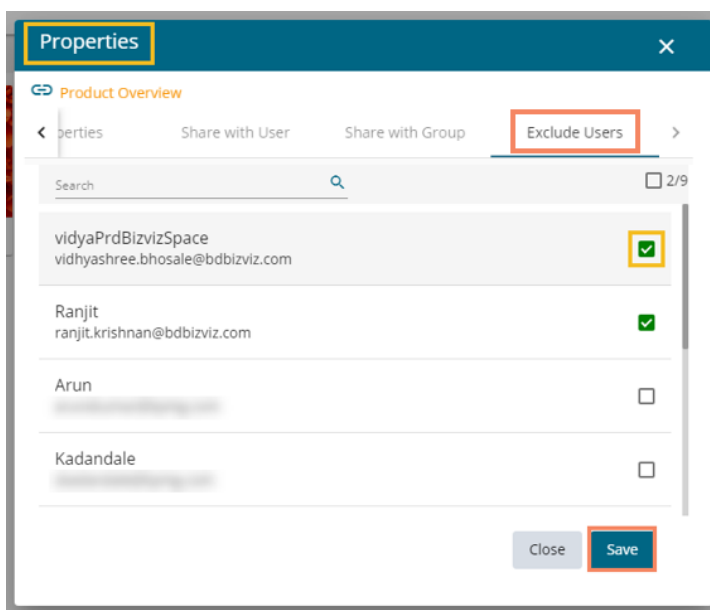 Properties
Product Overview
perties Share with User Share with Group Exclude Users
Search 2/9
vidyaPrdBizvizSpace
vidhyashree.bhosale@bdbizviz.com
Ranjit
ranjit.krishnan@bdbizviz.com
Arun
Kadandale
Close Save